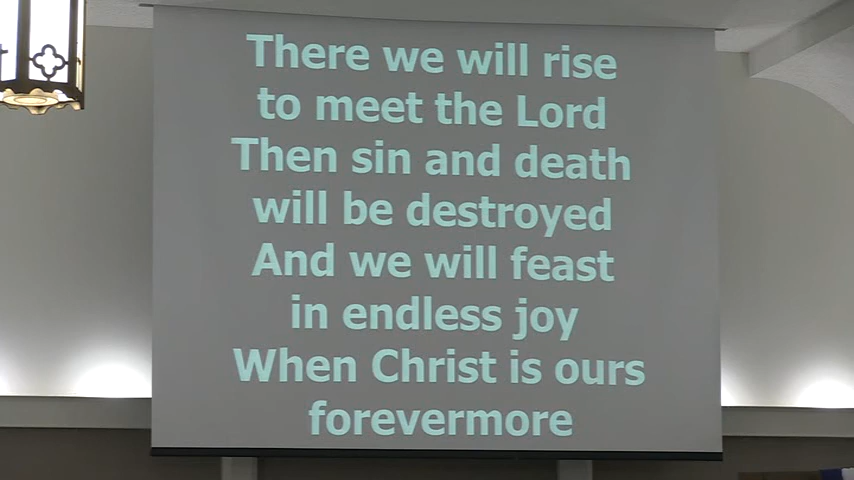 There we will rise
to meet the Lord
Then sin and death
will be destroyed
And we will feast
in endless joy
When Christ is ours
forevermore